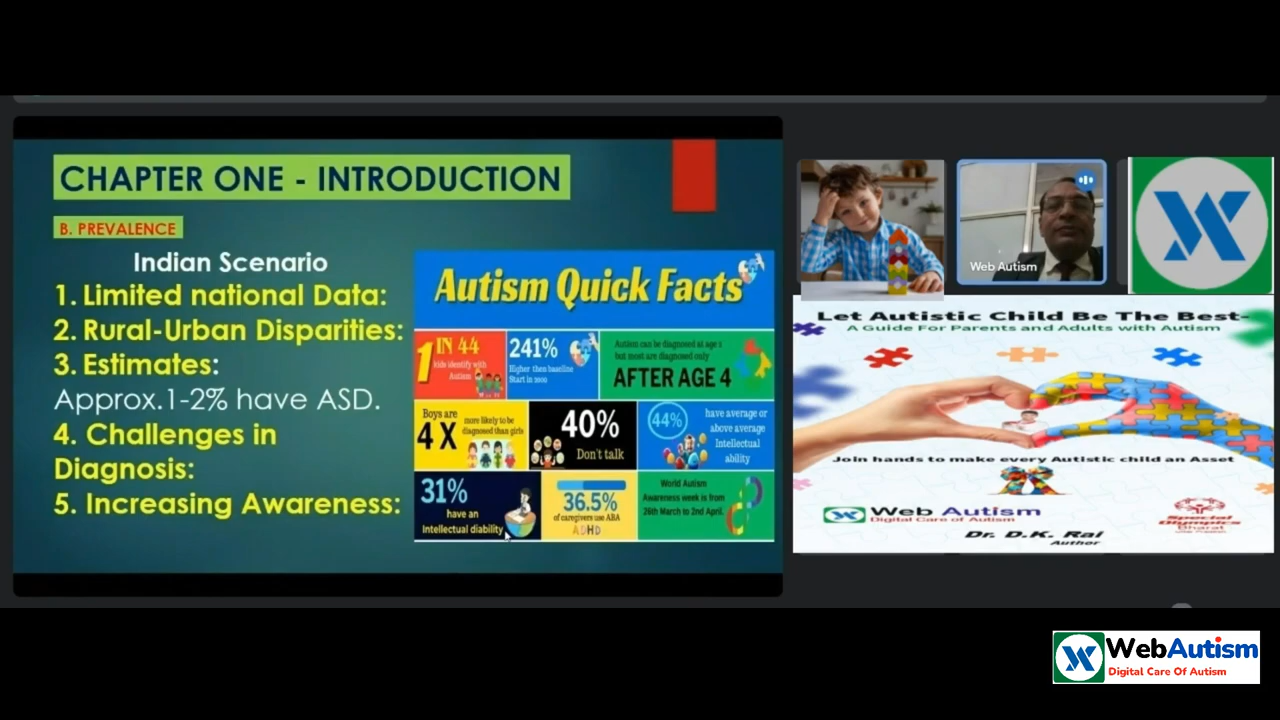 CHAPTER ONE - INTRODUCTION
B. PREVALENCE
Indian Scenario
1. Limited national Data:
2. Rural-Urban Disparities:
3. Estimates:
Approx.1-2% have ASD.
4. Challenges in
Diagnosis:
5. Increasing Awareness:
Autism Quick Facts
1 IN 44
kids identify with
Autism
241%
Higher then baseline
Start in 2000
Autism can be diagnosed at age 2
but most are diagnosed only
AFTER AGE 4
Boys are
4 X
more likely to be
diagnosed than girls
40%
Don't talk
44%
have average or
above average
Intellectual
ability
31%
have an
Intellectual diability
36.5%
of caregivers use ABA
ADHD
World Autism
Awareness week is from
26th March to 2nd April.
Web Autism
Let Autistic Child Be The Best-
A Guide For Parents and Adults with Autism
Join hands to make every Autistic child an Asset
Web Autism
Digital Care of Autism
Special
Olympics
Bharat
Dr. D.K. Rai
Author
WebAutism
Digital Care Of Autism